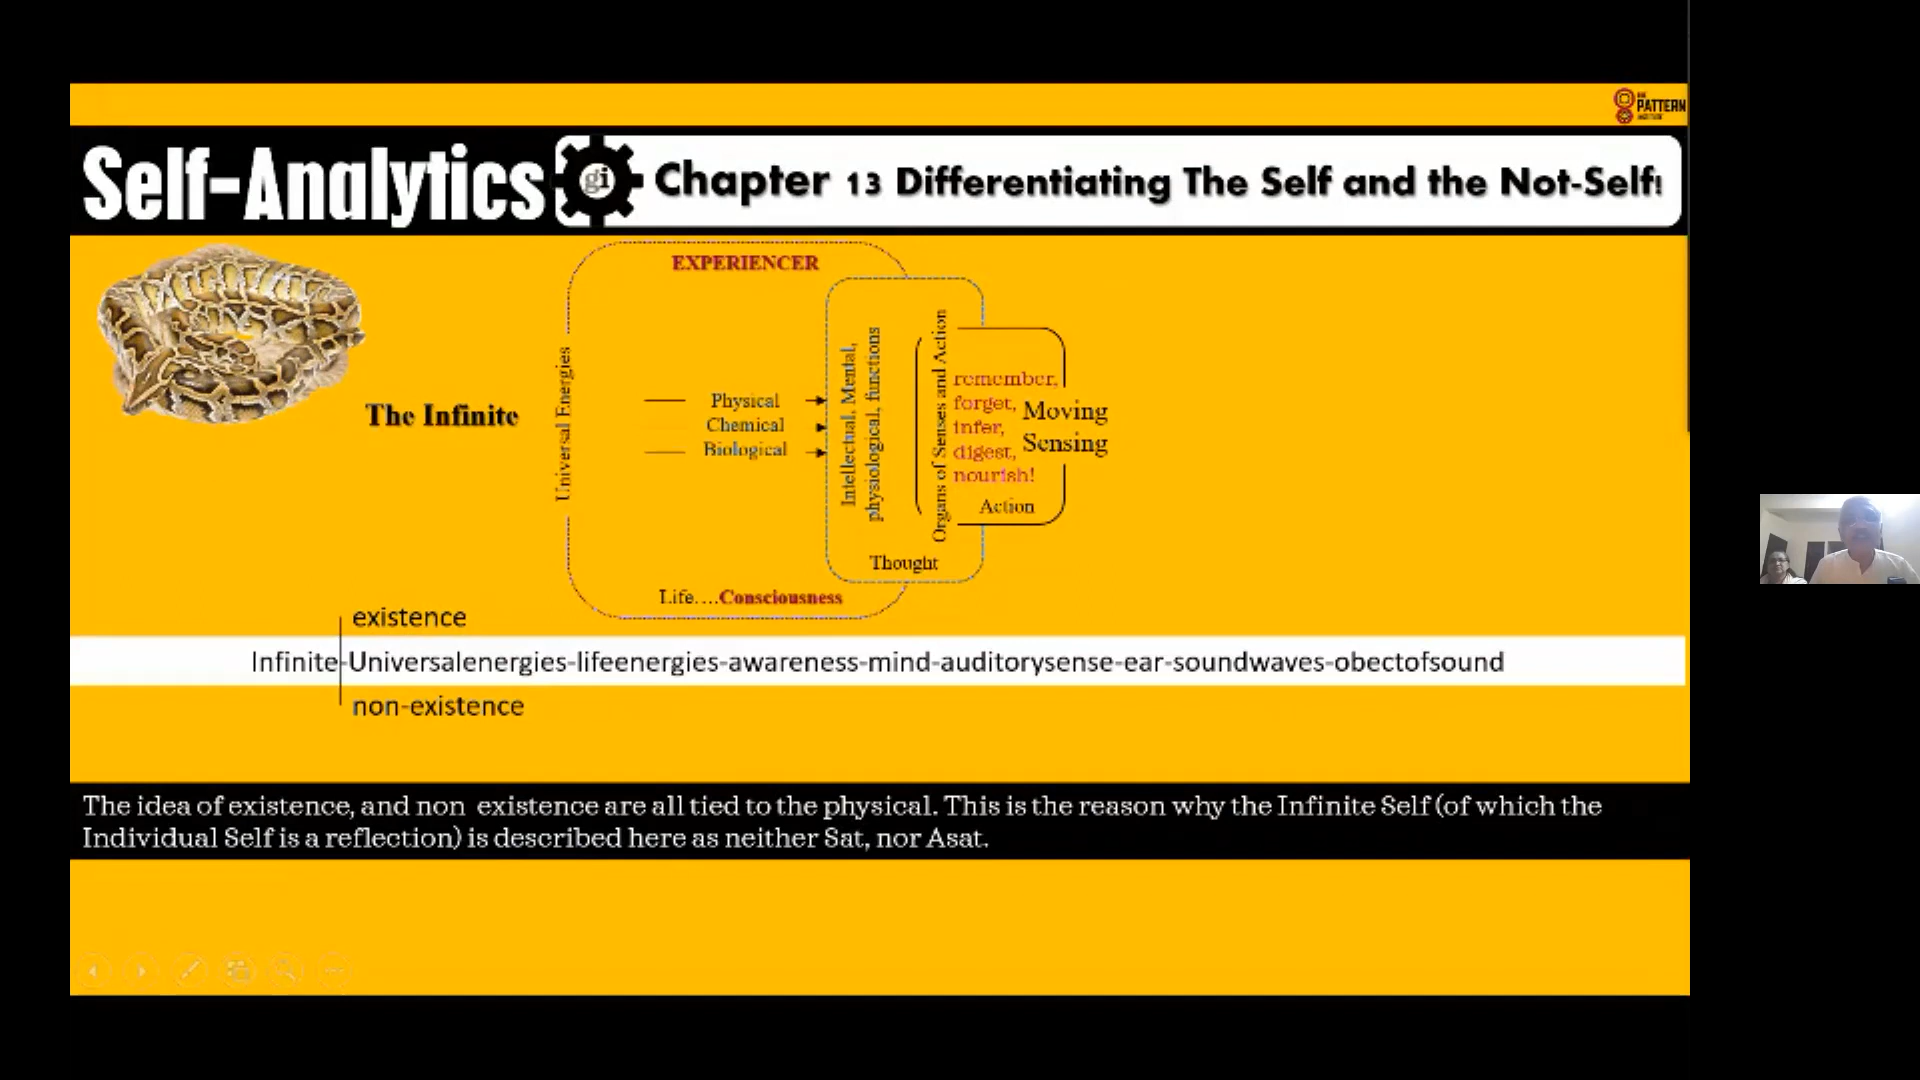 THE
PATTERN
INSTITUTE
Self-Analytics
gi
Chapter 13 Differentiating The Self and the Not-Self!
EXPERIENCER
The Infinite
Universal Energies
Physical
Chemical
Biological
Intellectual, Mental,
physiological, functions
Organs of Senses and Action
remember,
forget,
infer,
digest,
nourish!
Moving
Sensing
Action
Thought
Life....Consciousness
existence
Infinite-Universalenergies-lifeenergies-awareness-mind-auditorysense-ear-soundwaves-obectofsound
non-existence
The idea of existence, and non existence are all tied to the physical. This is the reason why the Infinite Self (of which the
Individual Self is a reflection) is described here as neither Sat, nor Asat.